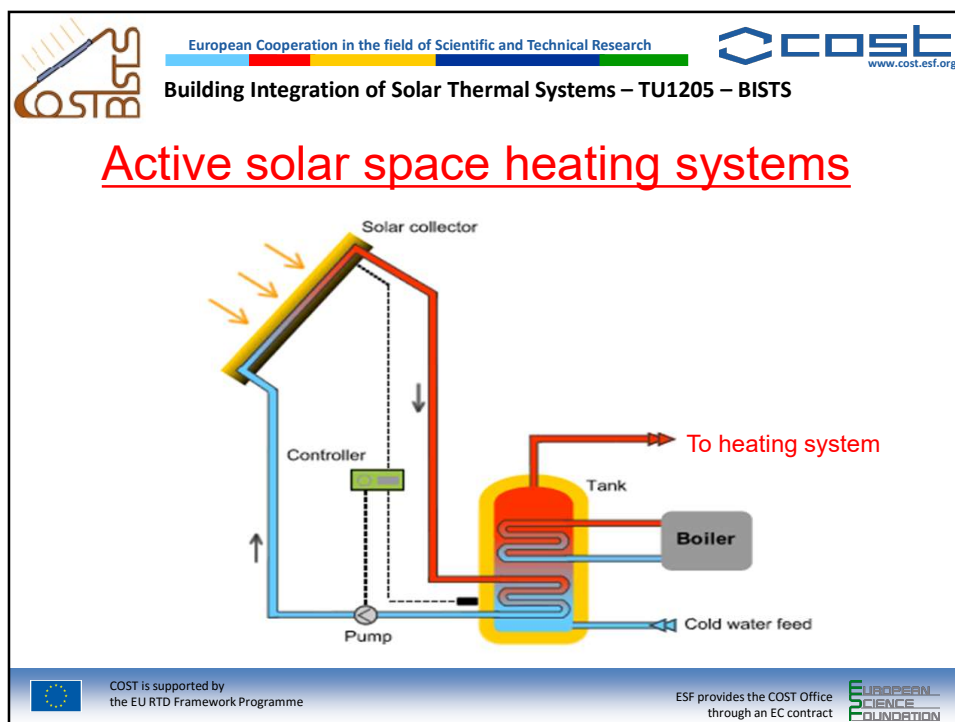 COST BISTS
European Cooperation in the field of Scientific and Technical Research
cost
www.cost.esf.org
Building Integration of Solar Thermal Systems – TU1205 – BISTS
Active solar space heating systems
Solar collector
To heating system
Controller
Tank
Boiler
Cold water feed
Pump
COST is supported by
the EU RTD Framework Programme
ESF provides the COST Office
through an EC contract
EUROPEAN
SCIENCE
FOUNDATION